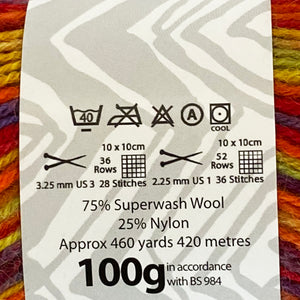 40 A
COOL
10 x 10cm 10 x 10cm
36 52
Rows Rows
3.25 mm US 3 28 Stitches 2.25 mm US 1 36 Stitches
75% Superwash Wool
25% Nylon
Approx 460 yards 420 metres
100g in accordance
with BS 984